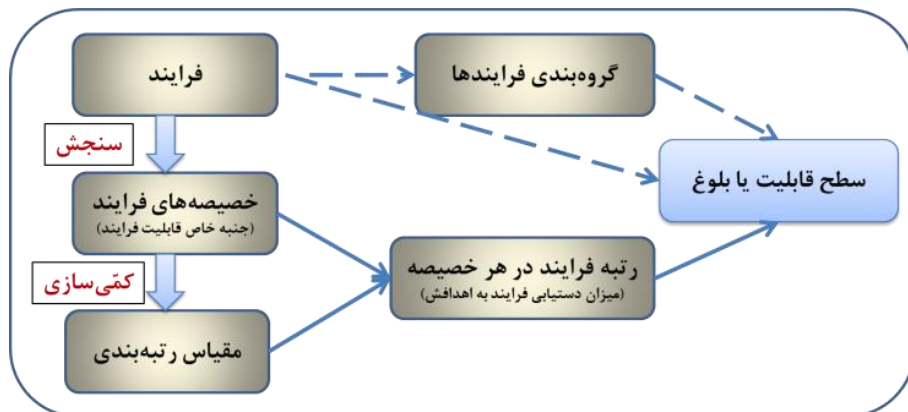 فرایند
گروه‌بندی فرایندها
سنجش
سطح قابلیت یا بلوغ
خصیصه‌های فرایند
(جنبه خاص قابلیت فرایند)
رتبه فرایند در هر خصیصه
(میزان دستیابی فرایند به اهدافش)
کمّی‌سازی
مقیاس رتبه‌بندی